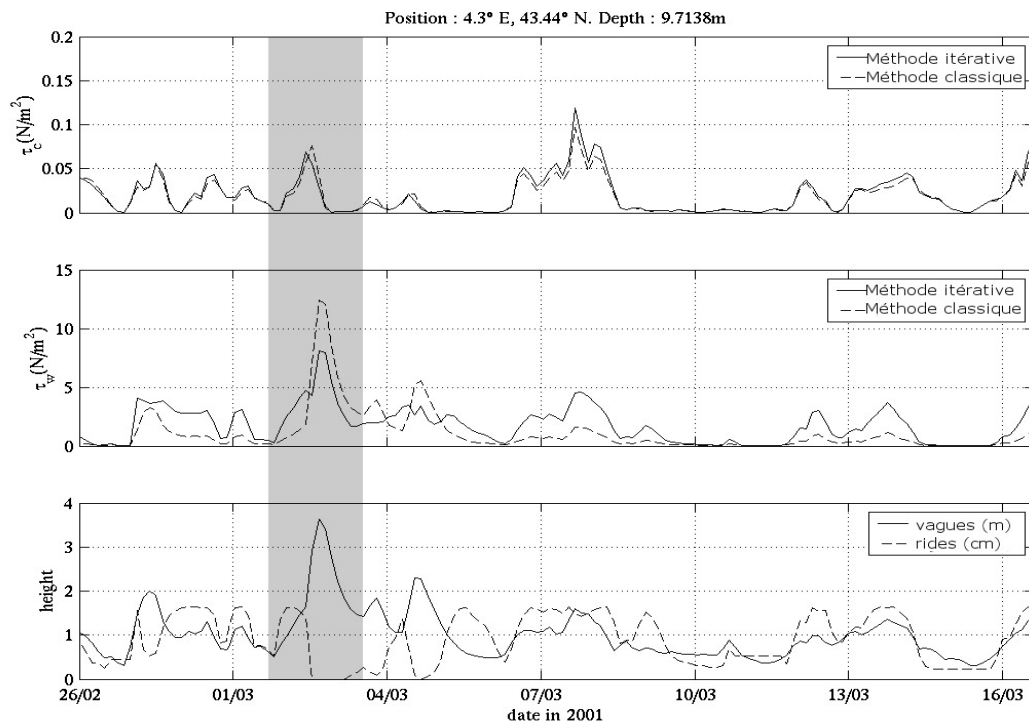 Position : 4.3° E, 43.44° N. Depth : 9.7138m
τc(N/m²)
0.2
0.15
0.1
0.05
0
Méthode itérative
Méthode classique
τw(N/m²)
15
10
5
0
Méthode itérative
Méthode classique
height
4
3
2
1
0
vagues (m)
rides (cm)
26/02 01/03 04/03 07/03 10/03 13/03 16/03
date in 2001